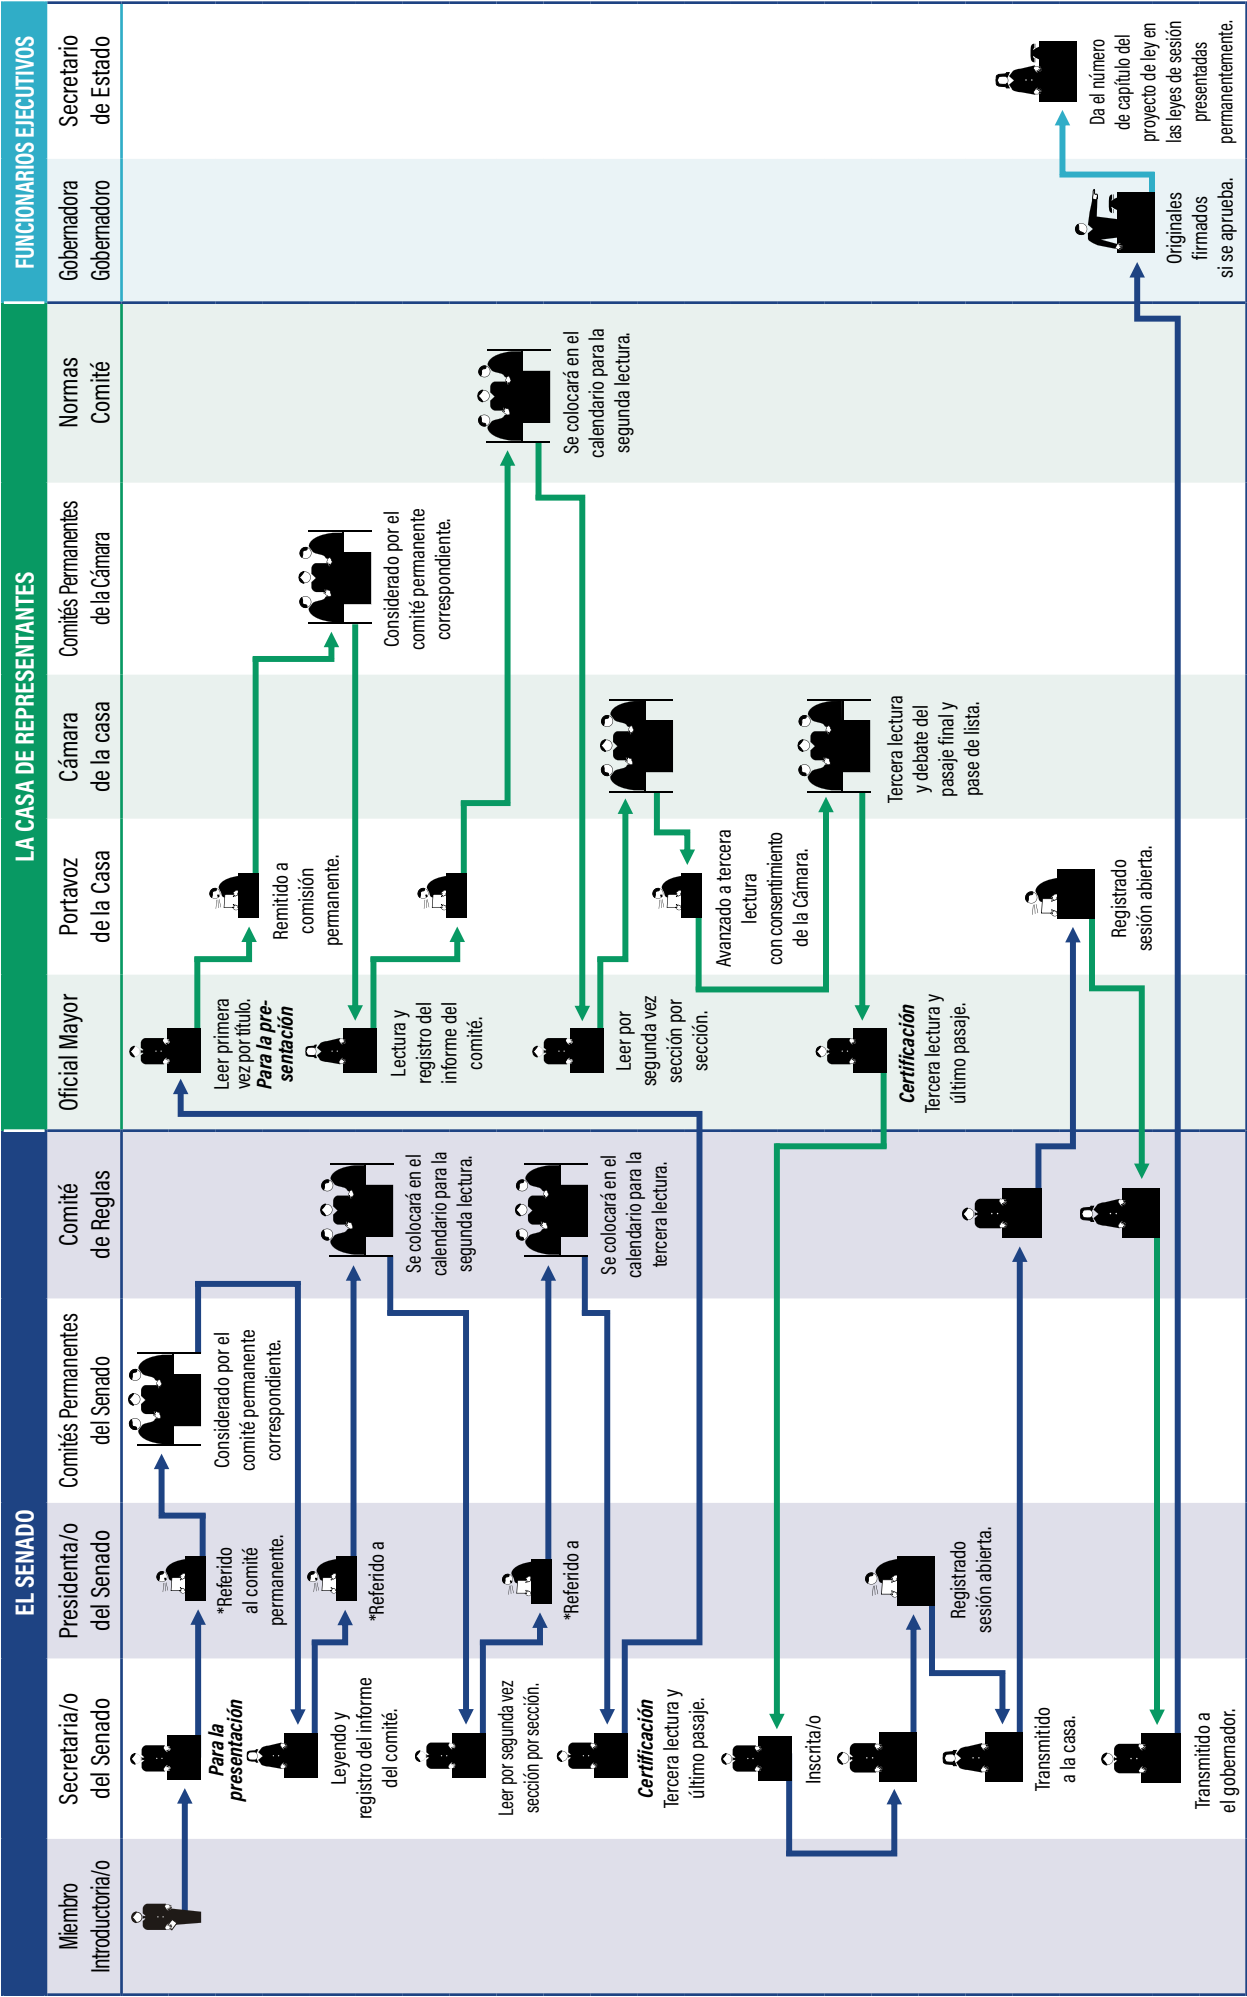 EL SENADO
LA CASA DE REPRESENTANTES
FUNCIONARIOS EJECUTIVOS
Miembro
Introductoria/o
Secretaria/o
del Senado
Presidenta/o
del Senado
Comités Permanentes
del Senado
Comité
de Reglas
Oficial Mayor
Portavoz
de la Casa
Cámara
de la casa
Comités Permanentes
de la Cámara
Normas
Comité
Gobernadora
Gobernadoro
Secretario
de Estado
Para la
presentación
*Referido
al comité
permanente.
Considerado por el
comité permanente
correspondiente.
Leyendo y
registro del informe
del comité.
*Referido a
Se colocará en el
calendario para la
segunda lectura.
Leer por segunda vez
sección por sección.
*Referido a
Se colocará en el
calendario para la
tercera lectura.
Certificación
Tercera lectura y
último pasaje.
Leer primera
vez por título.
Para la pre-
sentación
Remitido a
comisión
permanente.
Considerado por el
comité permanente
correspondiente.
Lectura y
registro del
informe del
comité.
Se colocará en el
calendario para la
segunda lectura.
Leer por
segunda vez
sección por
sección.
Avanzado a tercera
lectura
con consentimiento
de la Cámara.
Tercera lectura
y debate del
pasaje final y
pase de lista.
Certificación
Tercera lectura y
último pasaje.
Inscrita/o
Registrado
sesión abierta.
Transmitido
a la casa.
Registrado
sesión abierta.
Transmitido a
el gobernador.
Originales
firmados
si se aprueba.
Da el número
de capítulo del
proyecto de ley en
las leyes de sesión
presentadas
permanentemente.